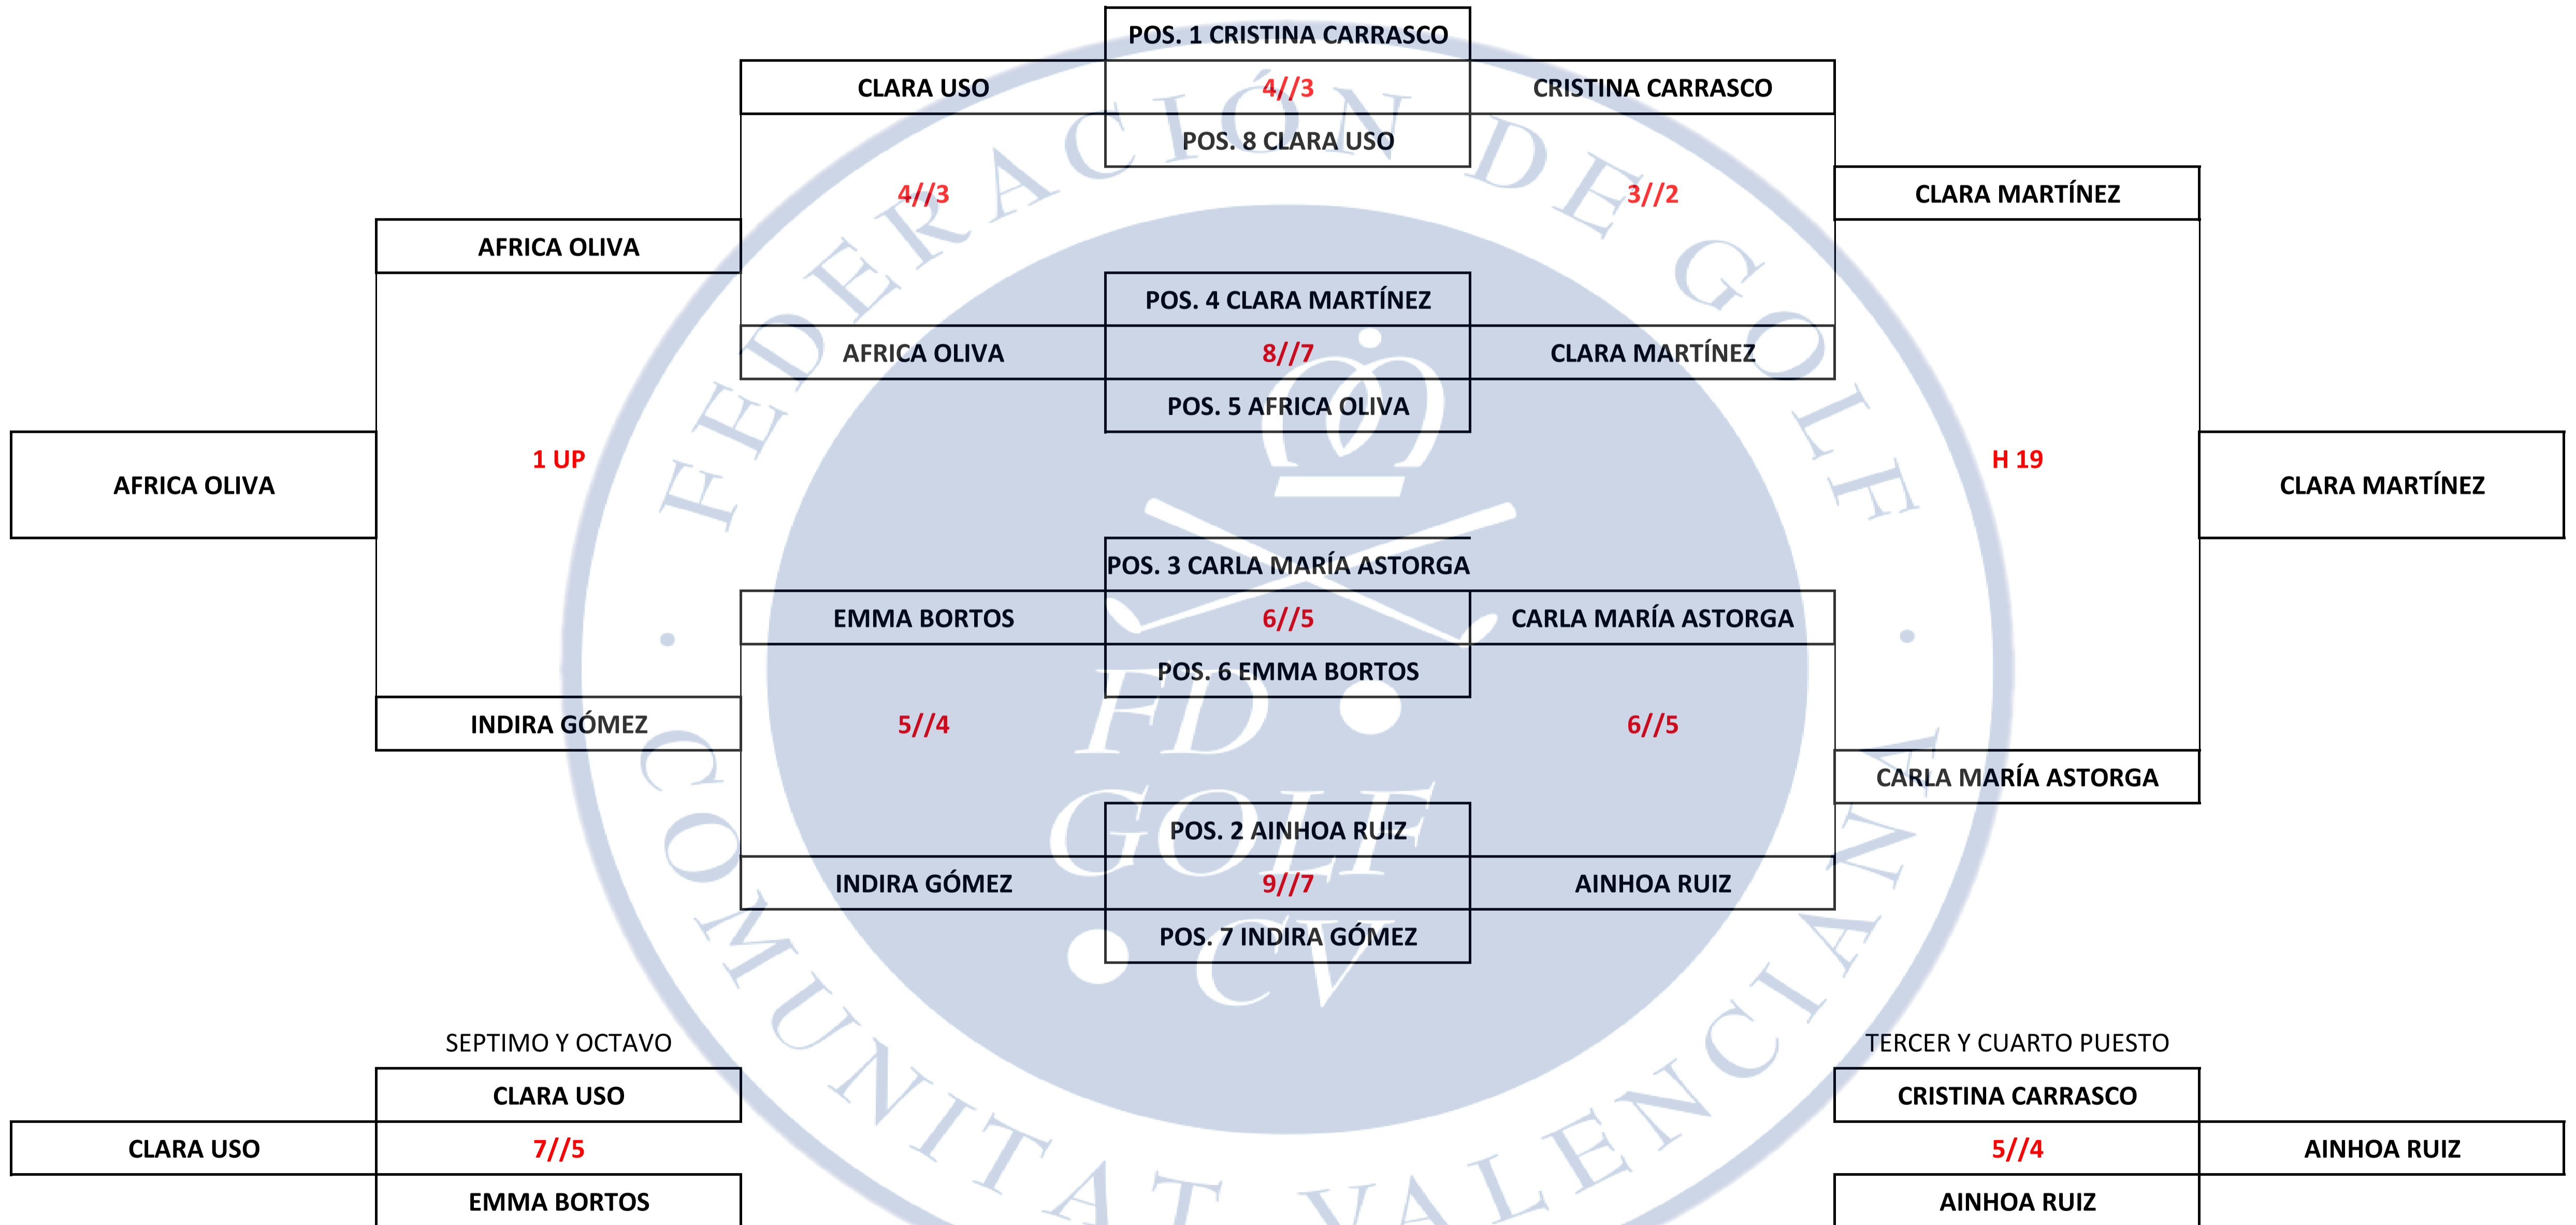 POS. 1 CRISTINA CARRASCO
CLARA USO 4//3 CRISTINA CARRASCO
POS. 8 CLARA USO
4//3 3//2 CLARA MARTÍNEZ
AFRICA OLIVA
POS. 4 CLARA MARTÍNEZ
AFRICA OLIVA 8//7 CLARA MARTÍNEZ
POS. 5 AFRICA OLIVA
1 UP H 19
AFRICA OLIVA CLARA MARTÍNEZ
POS. 3 CARLA MARÍA ASTORGA
EMMA BORTOS 6//5 CARLA MARÍA ASTORGA
POS. 6 EMMA BORTOS
INDIRA GÓMEZ 5//4 6//5
CARLA MARÍA ASTORGA
POS. 2 AINHOA RUIZ
INDIRA GÓMEZ 9//7 AINHOA RUIZ
POS. 7 INDIRA GÓMEZ
SEPTIMO Y OCTAVO TERCER Y CUARTO PUESTO
CLARA USO CRISTINA CARRASCO
CLARA USO 7//5 5//4 AINHOA RUIZ
EMMA BORTOS AINHOA RUIZ
FEDERACIÓN DE GOLF
· COMUNITAT VALENCIANA ·
FD
GOLF
CV